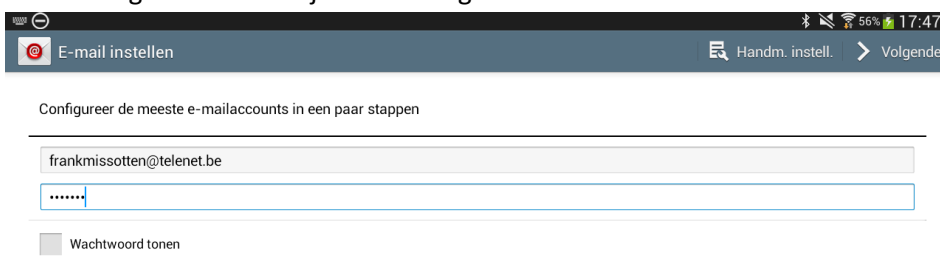 56% 17:47
E-mail instellen Handm. instell. Volgende
Configureer de meeste e-mailaccounts in een paar stappen
frankmissotten@telenet.be
•••••••
Wachtwoord tonen